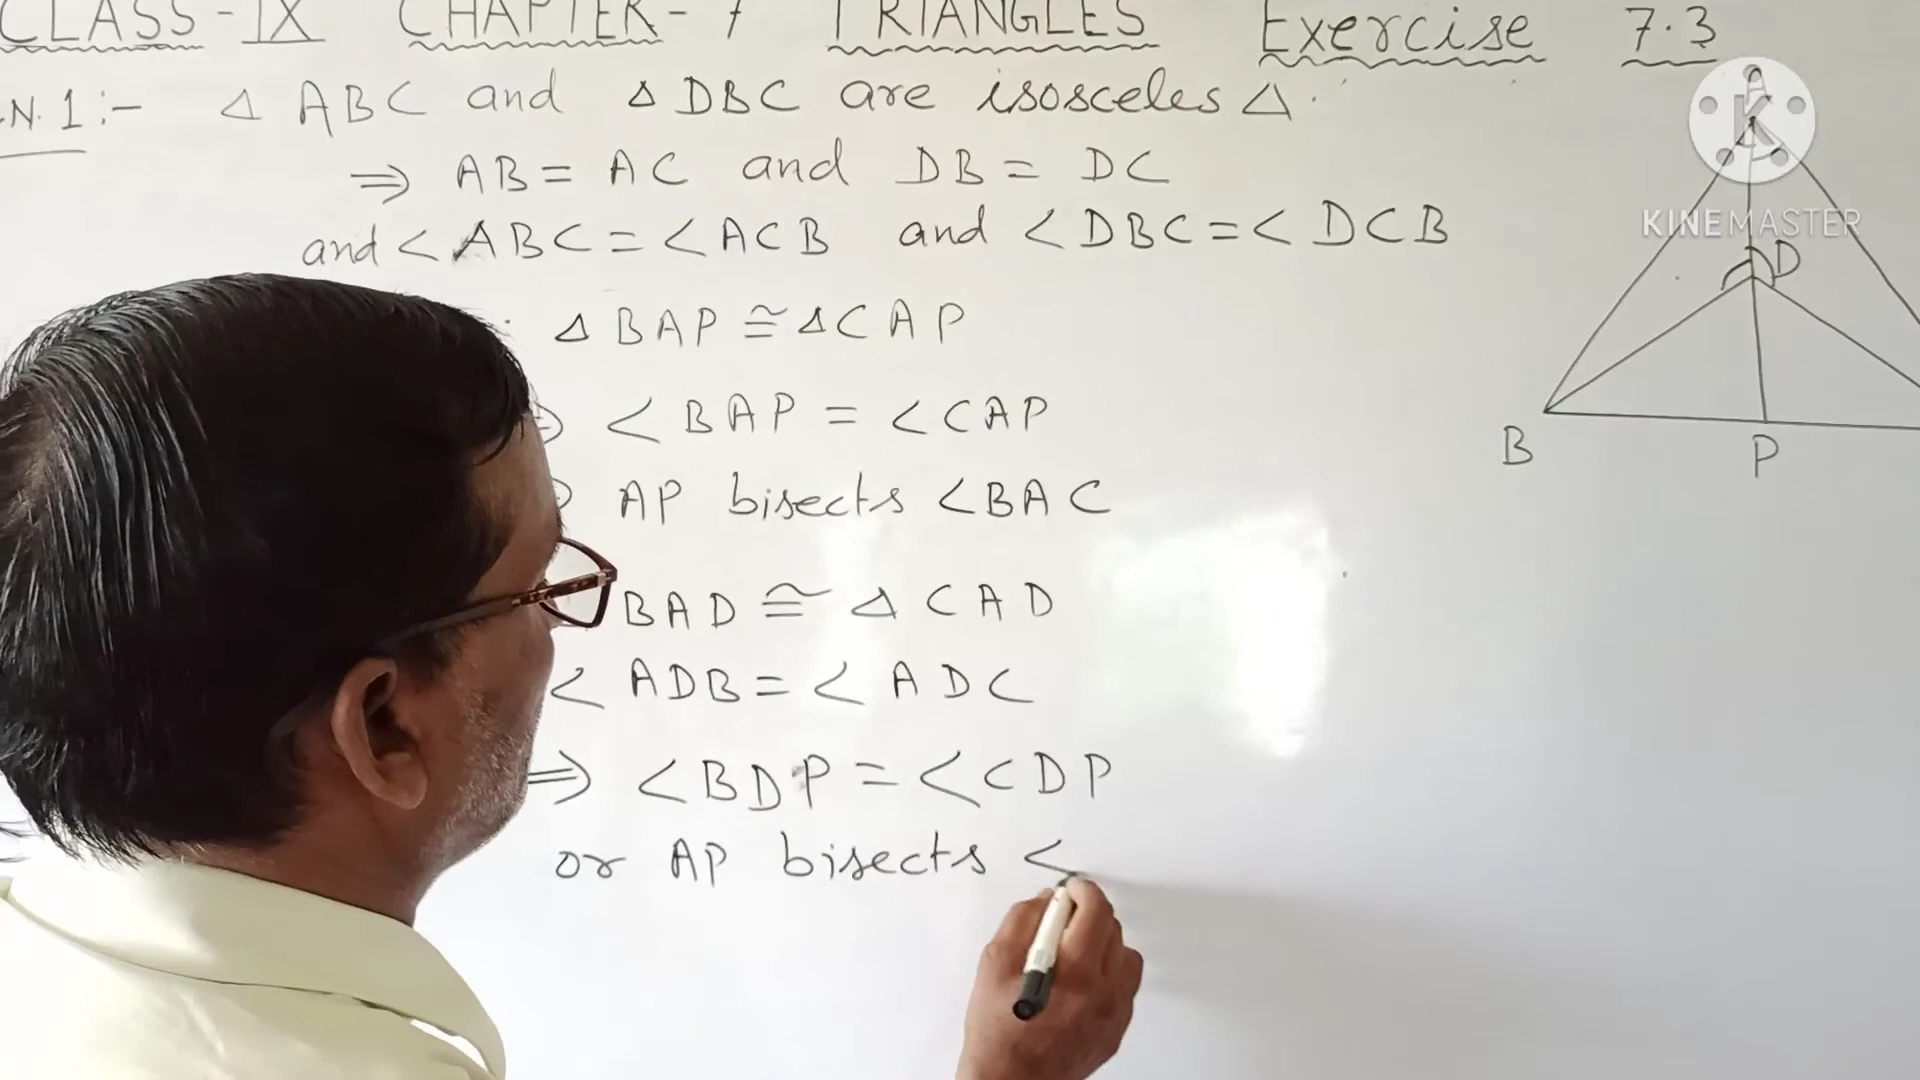 CLASS-IX CHAPTER-7 TRIANGLES Exercise 7.3
.N.1:- △ ABC and △ DBC are isosceles △.
⇒ AB = AC and DB = DC
and < ABC = < ACB and < DBC = < DCB
△ BAP ≅ △ CAP
⇒ < BAP = < CAP
⇒ AP bisects < BAC
BAD ≅ △ CAD
< ADB = < ADC
⇒ < BDP = < CDP
or AP bisects <
K
KINEMASTER
D
B
P